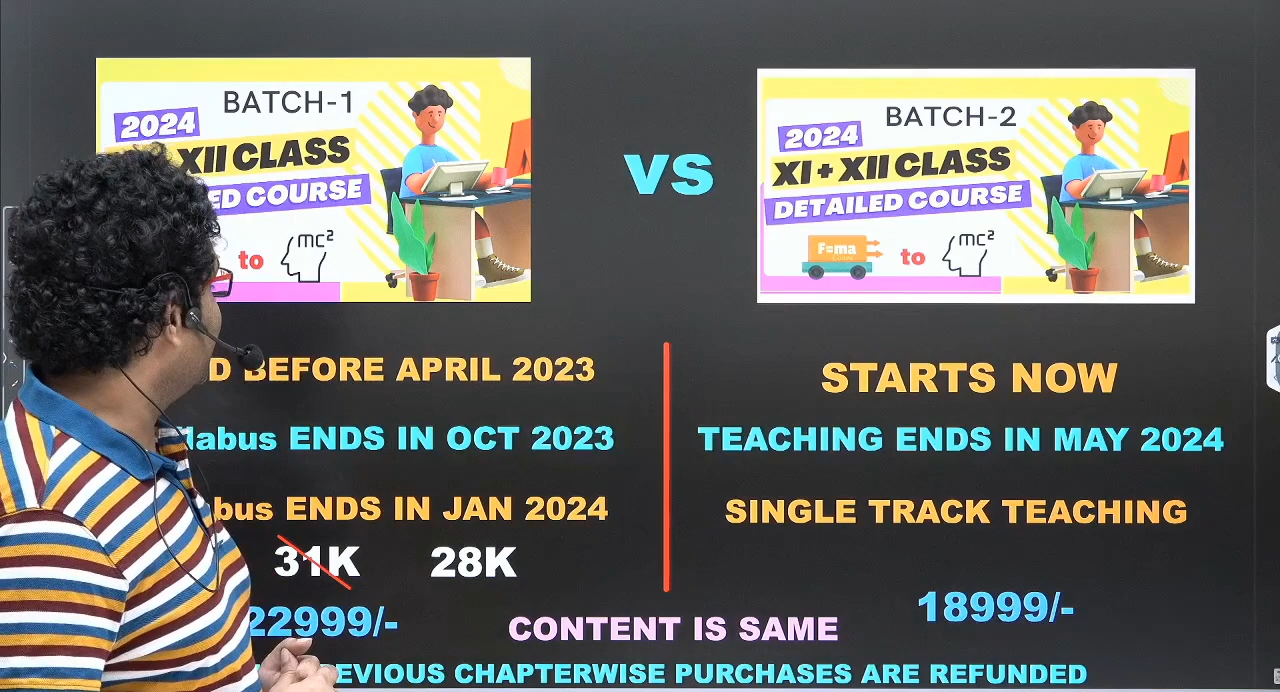 BATCH-1
2024
XII CLASS
ED COURSE
to
mc²
VS
BATCH-2
2024
XI + XII CLASS
DETAILED COURSE
F=ma
to
mc²
D BEFORE APRIL 2023
labus ENDS IN OCT 2023
bus ENDS IN JAN 2024
31K 28K
22999/-
STARTS NOW
TEACHING ENDS IN MAY 2024
SINGLE TRACK TEACHING
18999/-
CONTENT IS SAME
EVIOUS CHAPTERWISE PURCHASES ARE REFUNDED